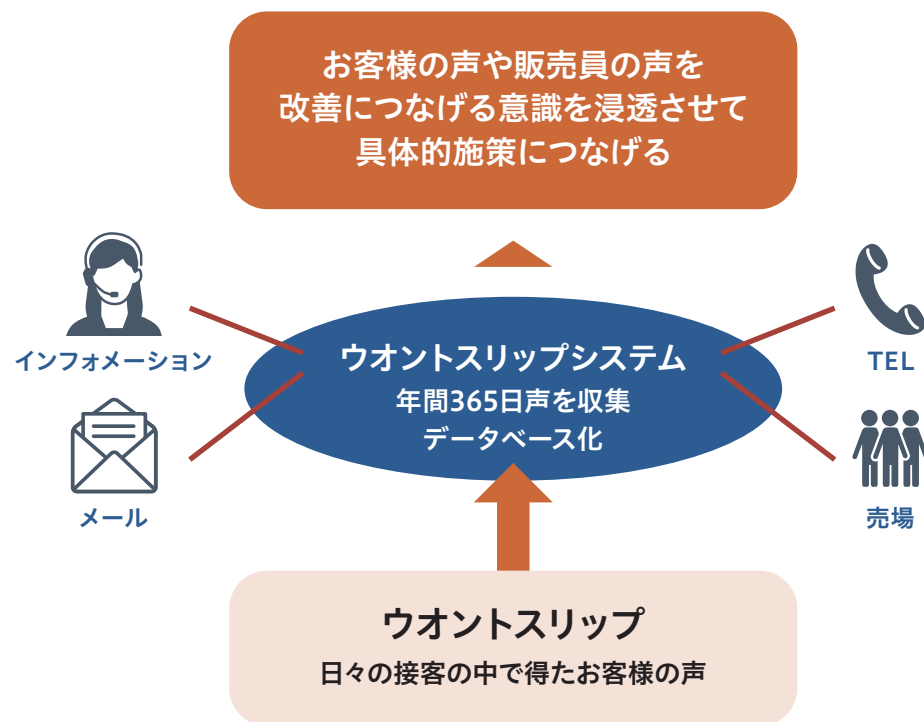 お客様の声や販売員の声を
改善につなげる意識を浸透させて
具体的施策につなげる
インフォメーション
TEL
ウオントスリップシステム
年間365日声を収集
データベース化
メール
売場
ウオントスリップ
日々の接客の中で得たお客様の声